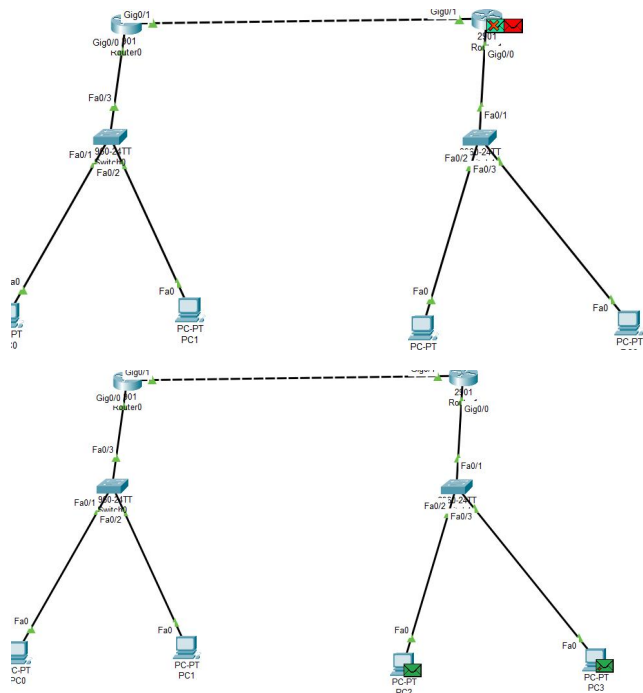 Gig0/1
Gig0/1
Gig0/0
Router0
2901
Gig0/0
Fa0/3
Fa0/1
Fa0/1
Fa0/2
Fa0/2
Fa0/3
Fa0
Fa0
Fa0
PC-PT
PC1
PC-PT
PC-PT
Gig0/1
Gig0/0
Router0
2901
Gig0/0
Fa0/3
Fa0/1
Fa0/1
Fa0/2
Fa0/2
Fa0/3
Fa0
Fa0
Fa0
Fa0
PC0
PC-PT
PC1
PC-PT
PC2
PC-PT
PC3